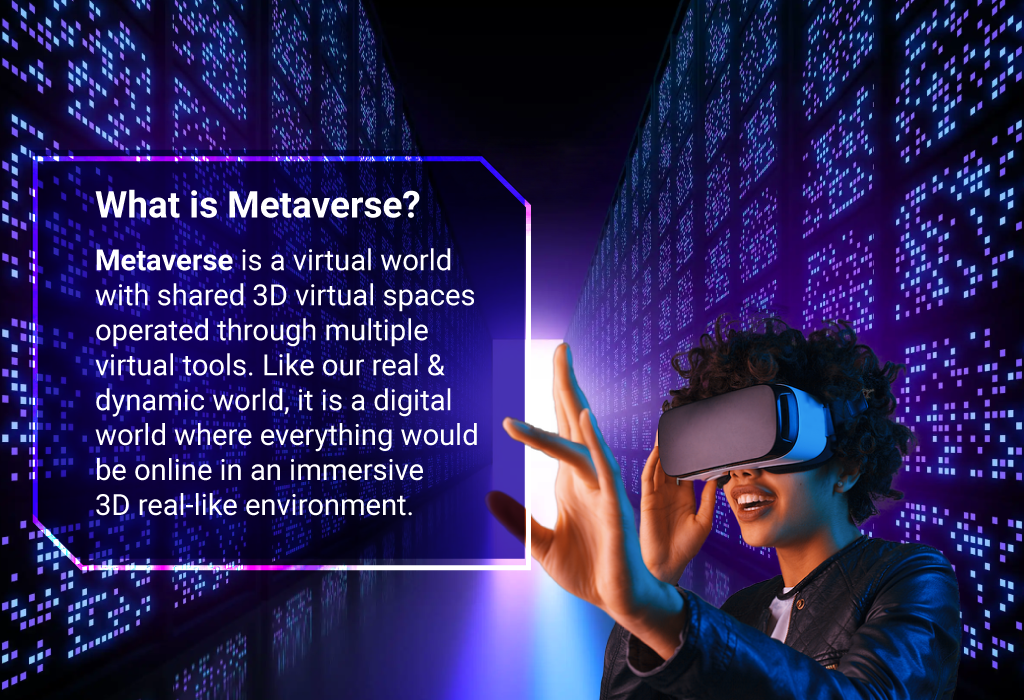 What is Metaverse?
Metaverse is a virtual world
with shared 3D virtual spaces
operated through multiple
virtual tools. Like our real &
dynamic world, it is a digital
world where everything would
be online in an immersive
3D real-like environment.